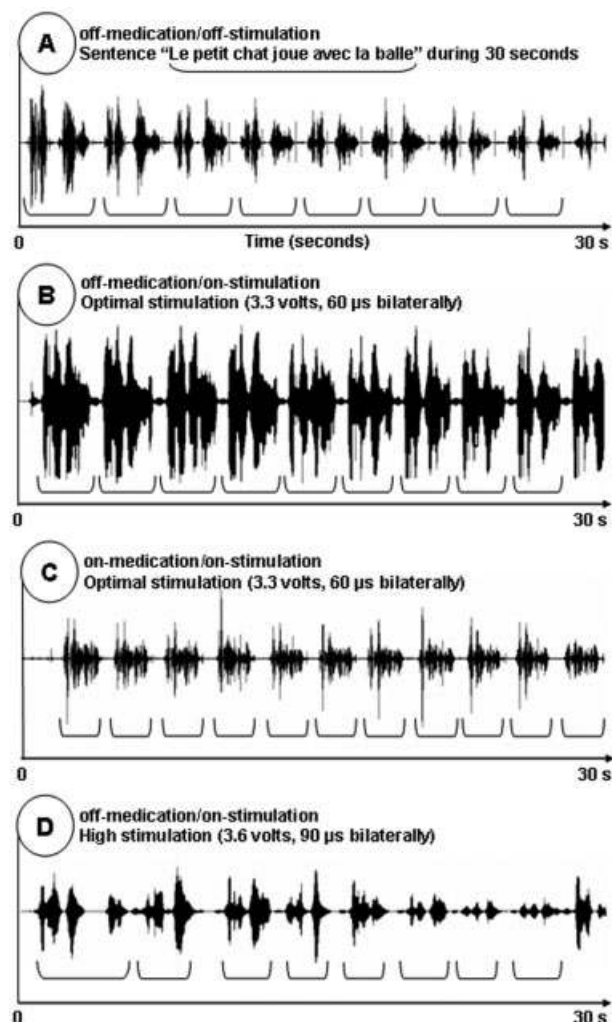 A
off-medication/off-stimulation
Sentence “Le petit chat joue avec la balle” during 30 seconds
0 Time (seconds) 30 s
B
off-medication/on-stimulation
Optimal stimulation (3.3 volts, 60 µs bilaterally)
0 30 s
C
on-medication/on-stimulation
Optimal stimulation (3.3 volts, 60 µs bilaterally)
0 30 s
D
off-medication/on-stimulation
High stimulation (3.6 volts, 90 µs bilaterally)
0 30 s